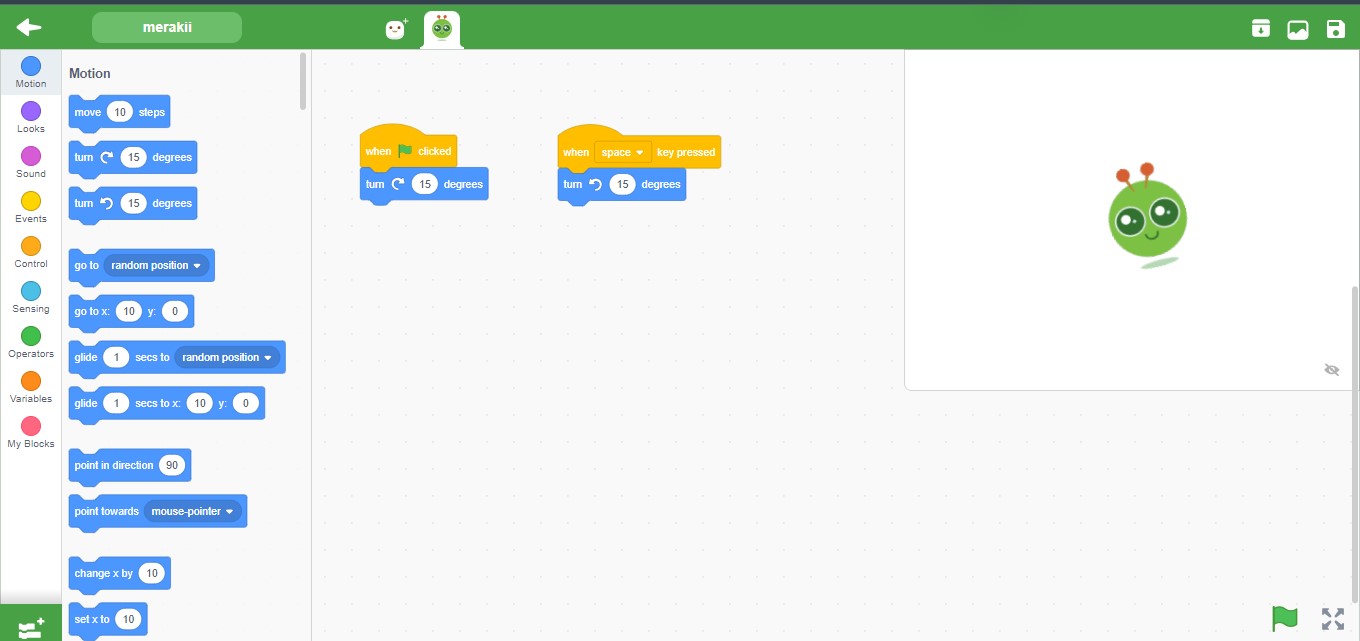 merakii
Motion
Looks
Sound
Events
Control
Sensing
Operators
Variables
My Blocks
Motion
move 10 steps
turn 15 degrees
turn 15 degrees
go to random position
go to x: 10 y: 0
glide 1 secs to random position
glide 1 secs to x: 10 y: 0
point in direction 90
point towards mouse-pointer
change x by 10
set x to 10
when clicked
turn 15 degrees
when space key pressed
turn 15 degrees